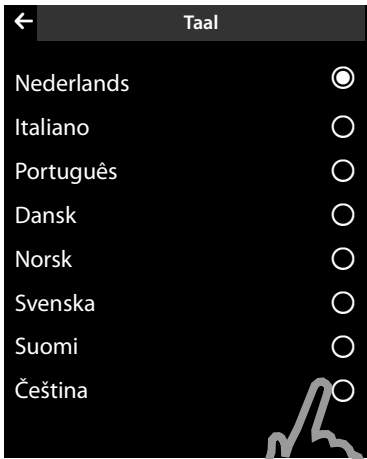 Taal
Nederlands
Italiano
Português
Dansk
Norsk
Svenska
Suomi
Čeština